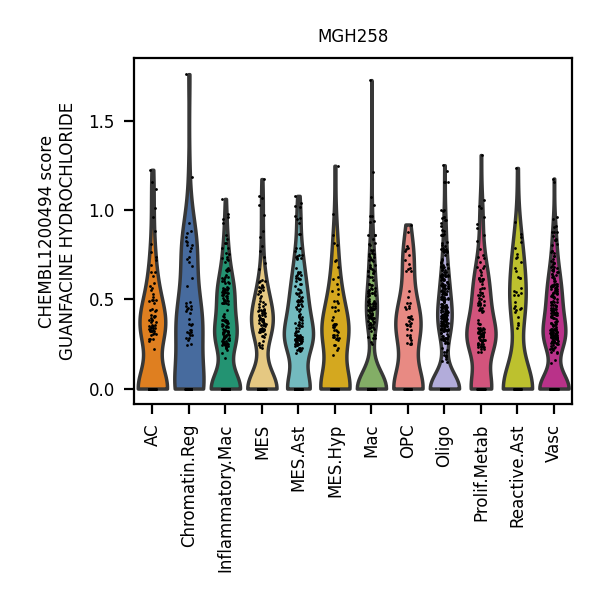 MGH258
CHEMBL1200494 score
GUANFACINE HYDROCHLORIDE
1.5
1.0
0.5
0.0
AC
Chromatin.Reg
Inflammatory.Mac
MES
MES.Ast
MES.Hyp
Mac
OPC
Oligo
Prolif.Metab
Reactive.Ast
Vasc